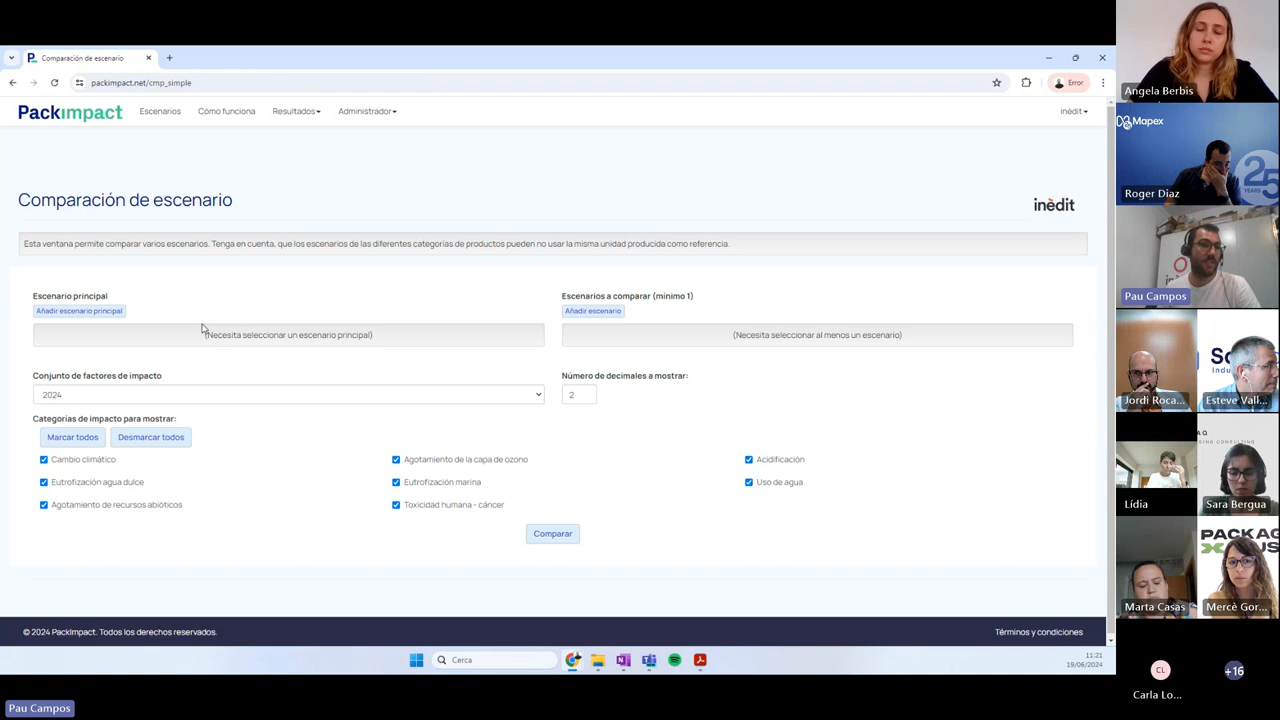 Comparación de escenario
packimpact.net/cmp_simple
Error
Packimpact
Escenarios
Cómo funciona
Resultados
Administrador
inèdit
Comparación de escenario
inèdit
Esta ventana permite comparar varios escenarios. Tenga en cuenta, que los escenarios de las diferentes categorías de productos pueden no usar la misma unidad producida como referencia.
Escenario principal
Añadir escenario principal
(Necesita seleccionar un escenario principal)
Escenarios a comparar (mínimo 1)
Añadir escenario
(Necesita seleccionar al menos un escenario)
Conjunto de factores de impacto
2024
Número de decimales a mostrar:
2
Categorías de impacto para mostrar:
Marcar todos
Desmarcar todos
Cambio climático
Agotamiento de la capa de ozono
Acidificación
Eutrofización agua dulce
Eutrofización marina
Uso de agua
Agotamiento de recursos abióticos
Toxicidad humana - cáncer
Comparar
© 2024 PackImpact. Todos los derechos reservados.
Términos y condiciones
Cerca
11:21
19/06/2024
Pau Campos
Angela Berbis
Mapex
25
YEARS
Roger Diaz
Pau Campos
Jordi Roca...
Esteve Vall...
Lídia
Sara Bergua
PACKAG
Marta Casas
Mercè Gor...
CL
Carla Lo...
+16